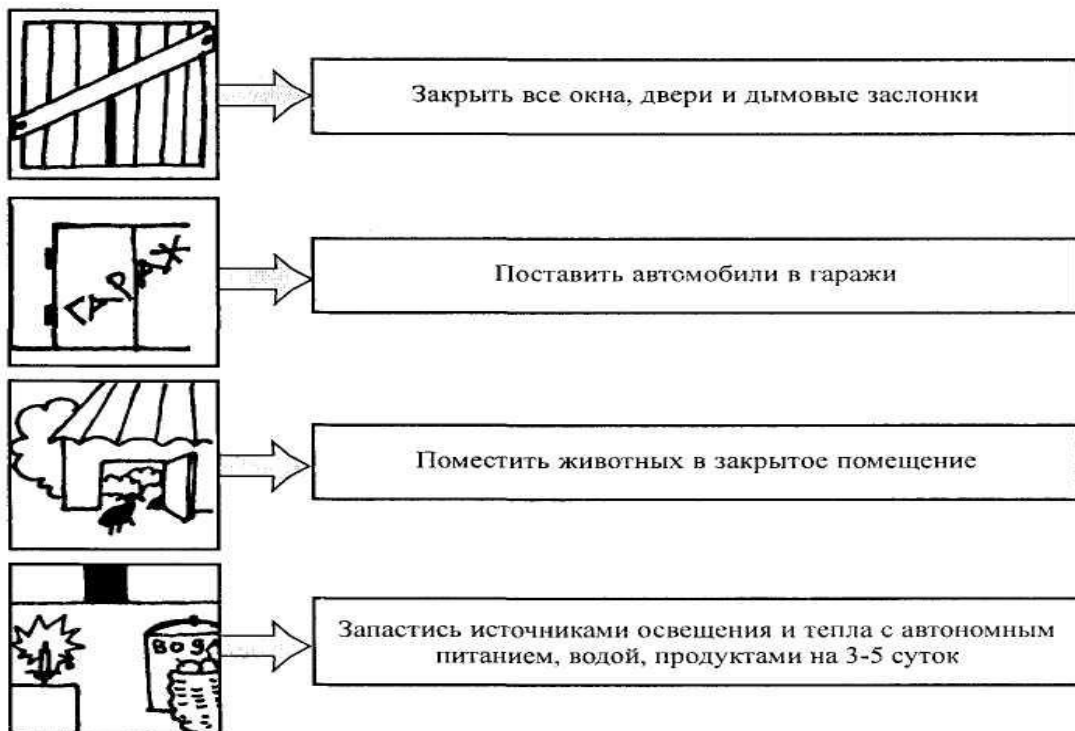 Закрыть все окна, двери и дымовые заслонки
ГАРАЖ
Поставить автомобили в гаражи
Поместить животных в закрытое помещение
ВОДА
Запастись источниками освещения и тепла с автономным
питанием, водой, продуктами на 3-5 суток